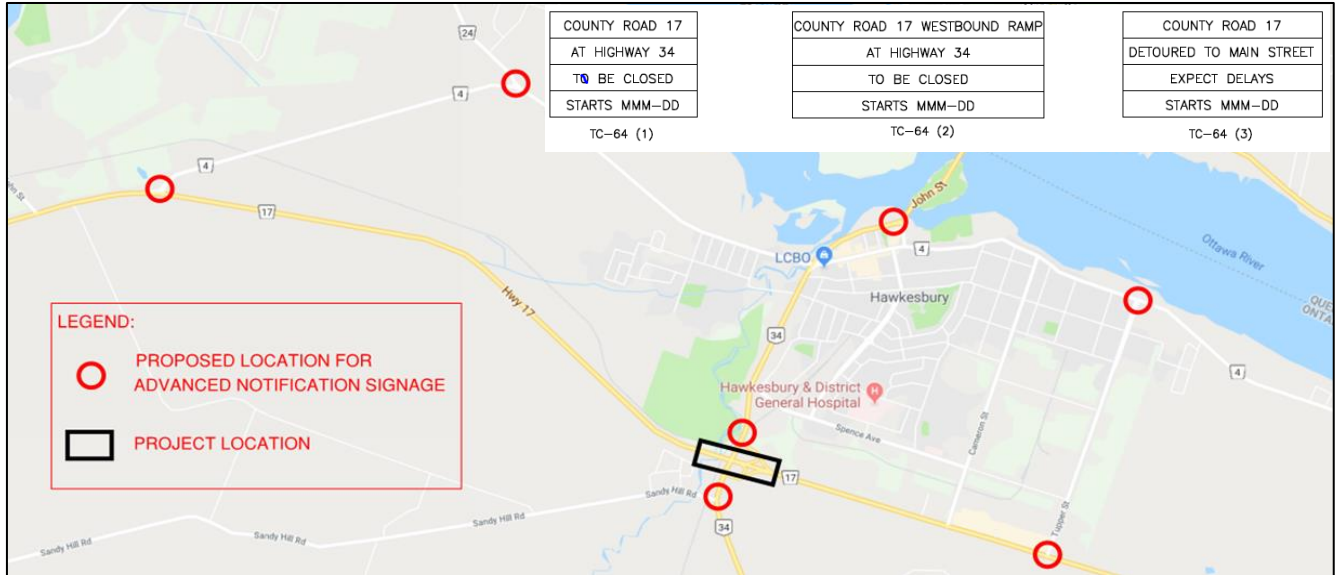 COUNTY ROAD 17
AT HIGHWAY 34
TO BE CLOSED
STARTS MMM-DD
TC-64 (1)
COUNTY ROAD 17 WESTBOUND RAMP
AT HIGHWAY 34
TO BE CLOSED
STARTS MMM-DD
TC-64 (2)
COUNTY ROAD 17
DETOURED TO MAIN STREET
EXPECT DELAYS
STARTS MMM-DD
TC-64 (3)
24
4
4
17
John St
LCBO
4
Ottawa River
Hawkesbury
Hwy 17
34
4
Hawkesbury & District
General Hospital
H
Spence Ave
Cameron St
Tupper St
17
Sandy Hill Rd
34
Sandy Hill Rd
Sandy Hill Rd
Sandy Hill Rd
LEGEND:
PROPOSED LOCATION FOR
ADVANCED NOTIFICATION SIGNAGE
PROJECT LOCATION